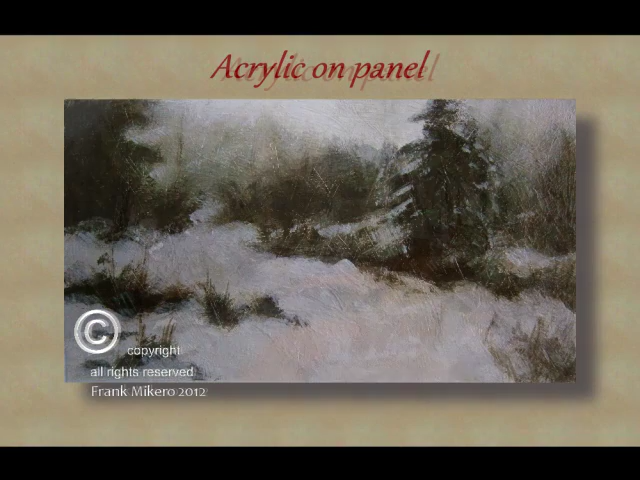 Acrylic on panel
©
copyright
all rights reserved
Frank Mikero 2012